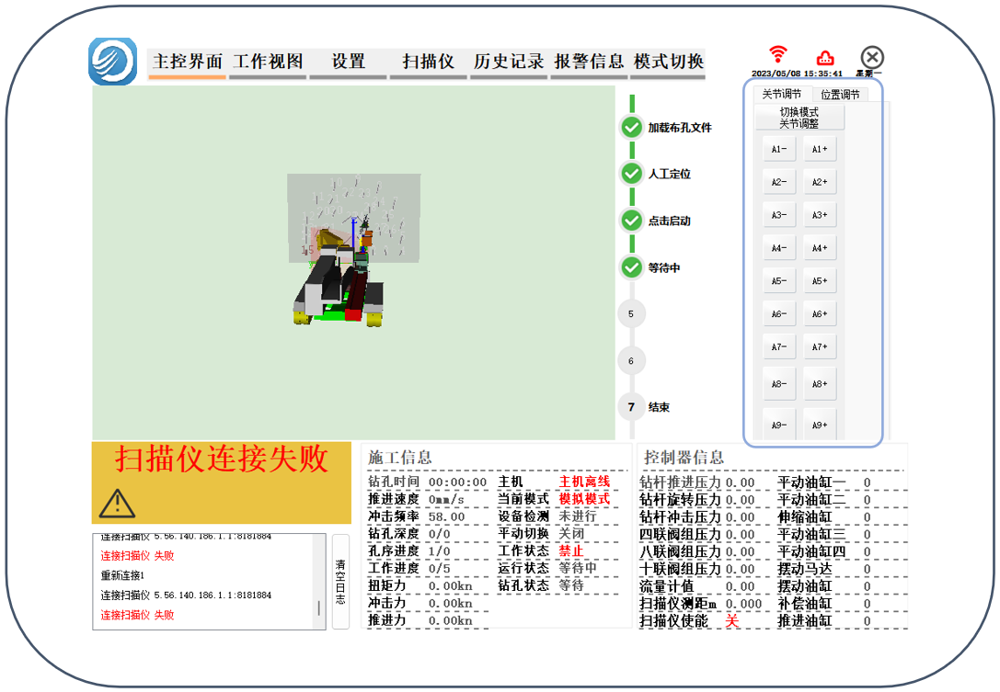 主控界面 工作视图 设置 扫描仪 历史记录 报警信息 模式切换
2023/05/08 15:35:41 星期一
关节调节 位置调节
切换模式
关节调整
A1- A1+
A2- A2+
A3- A3+
A4- A4+
A5- A5+
A6- A6+
A7- A7+
A8- A8+
A9- A9+
加载布孔文件
人工定位
点击启动
等待中
5
6
7 结束
15
扫描仪连接失败
连接扫描仪 5.56.140.186.1.1:8181884
连接扫描仪 失败
重新连接1
连接扫描仪 5.56.140.186.1.1:8181884
连接扫描仪 失败
清空日志
施工信息
钻孔时间 00:00:00 主机 主机离线
推进速度 0mm/s 当前模式 模拟模式
冲击频率 58.00 设备检测 未进行
钻孔深度 0/0 平动切换 关闭
孔序进度 1/0 工作状态 禁止
工作进度 0/5 运行状态 等待中
扭矩力 0.00kn 钻孔状态 等待
冲击力 0.00kn
推进力 0.00kn
控制器信息
钻杆推进压力 0.00 平动油缸一 0
钻杆旋转压力 0.00 平动油缸二 0
钻杆冲击压力 0.00 伸缩油缸 0
四联阀组压力 0.00 平动油缸三 0
八联阀组压力 0.00 平动油缸四 0
十联阀组压力 0.00 摆动马达 0
流量计值 0.00 摆动油缸 0
扫描仪测距m 0.000 补偿油缸 0
扫描仪使能 关 推进油缸 0